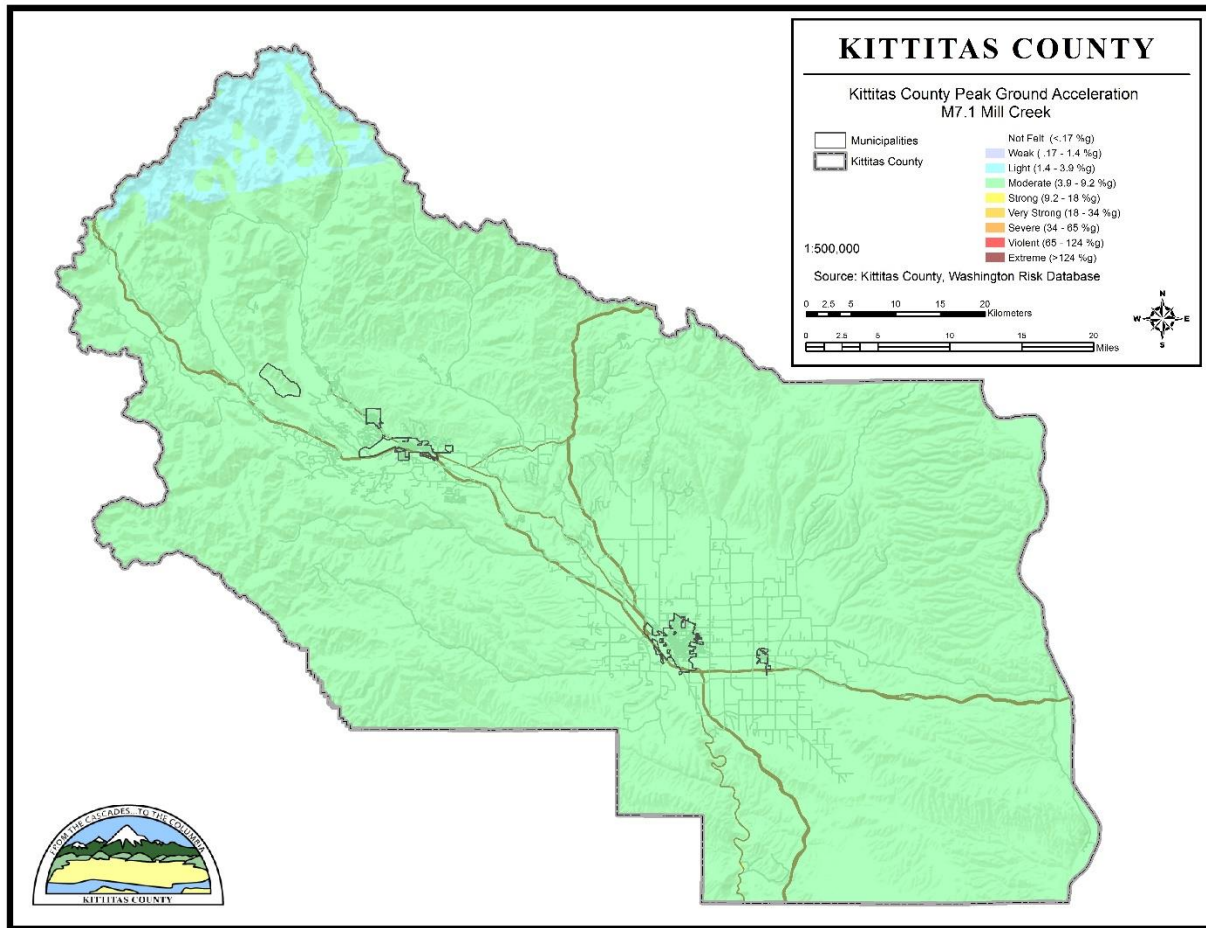 KITTITAS COUNTY
Kittitas County Peak Ground Acceleration
M7.1 Mill Creek
Municipalities
Kittitas County
Not Felt (<.17 %g)
Weak ( .17 - 1.4 %g)
Light (1.4 - 3.9 %g)
Moderate (3.9 - 9.2 %g)
Strong (9.2 - 18 %g)
Very Strong (18 - 34 %g)
Severe (34 - 65 %g)
Violent (65 - 124 %g)
Extreme (>124 %g)
1:500,000
Source: Kittitas County, Washington Risk Database
0 2.5 5 10 15 20
Kilometers
0 2.5 5 10 15 20
Miles
N
W E
S
FROM THE CASCADES...TO THE COLUMBIA
KITTITAS COUNTY